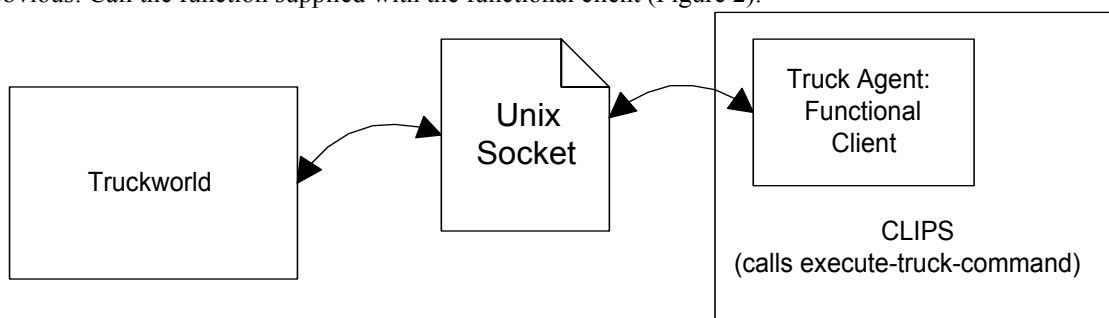 obvious: Call the function supplied with the functional client (Figure 2).
Truckworld
Unix
Socket
Truck Agent:
Functional
Client
CLIPS
(calls execute-truck-command)